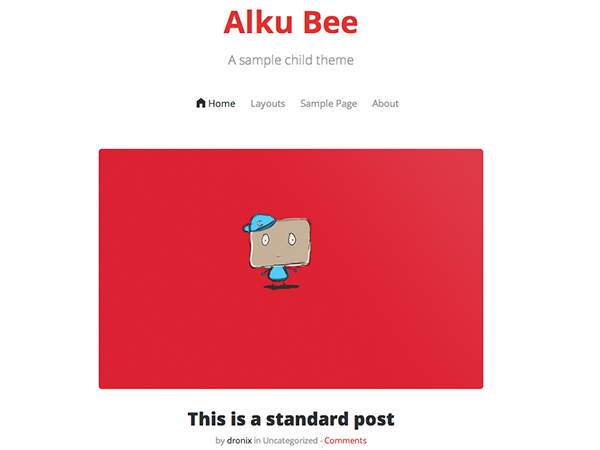 Alku Bee
A sample child theme
Home Layouts Sample Page About
This is a standard post
by dronix in Uncategorized - Comments